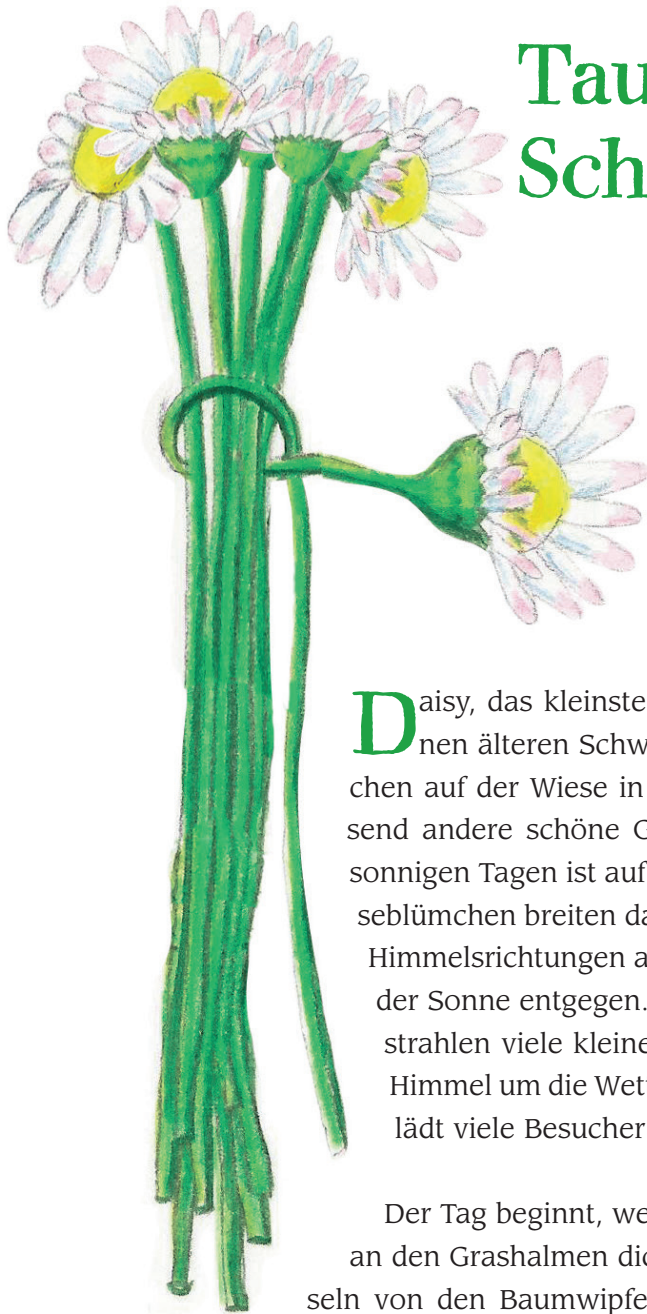 Tau
Sch
Daisy, das kleinste
nen älteren Schw
chen auf der Wiese in
send andere schöne G
sonnigen Tagen ist auf
seblümchen breiten da
Himmelsrichtungen a
der Sonne entgegen.
strahlen viele kleine
Himmel um die Wett
lädt viele Besucher
Der Tag beginnt, we
an den Grashalmen dic
seln von den Baumwipfe